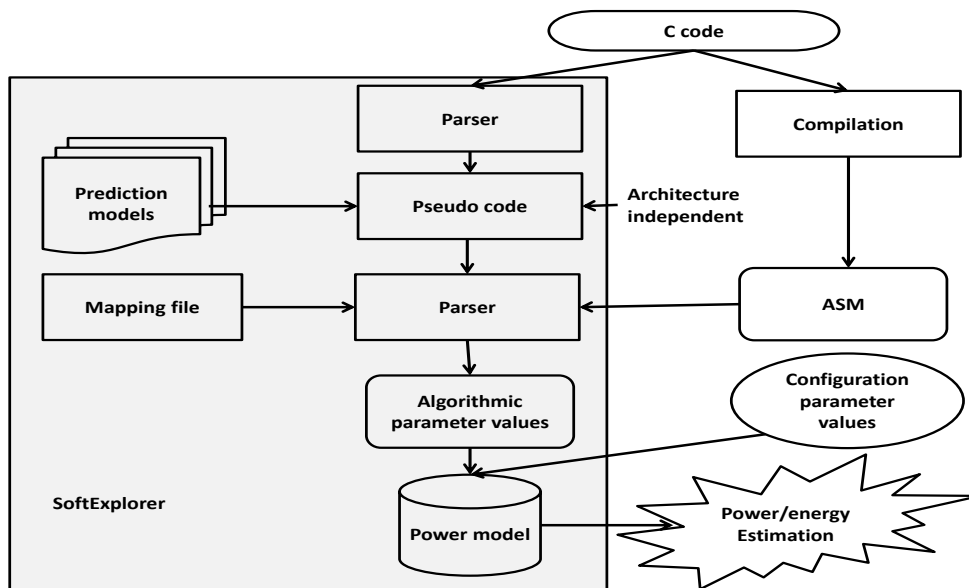 C code
Parser
Compilation
Prediction
models
Pseudo code
Architecture
independent
Mapping file
Parser
ASM
Algorithmic
parameter values
Configuration
parameter
values
SoftExplorer
Power model
Power/energy
Estimation